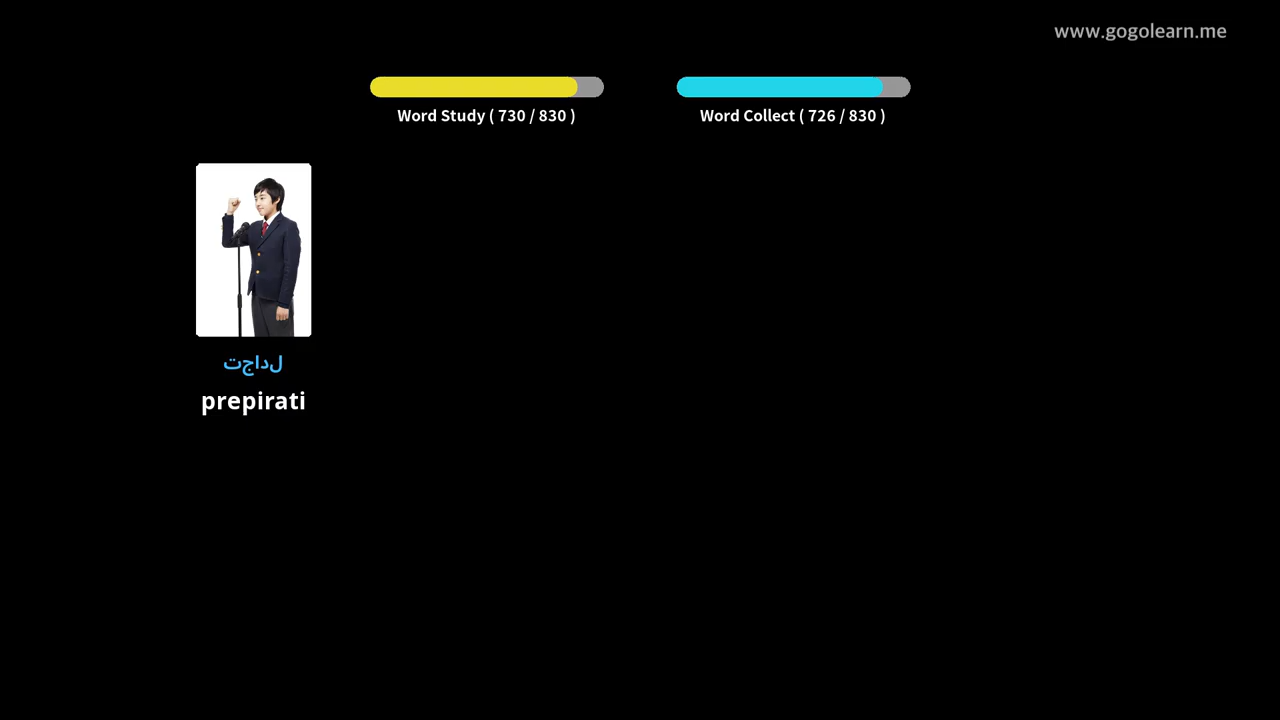 www.gogolearn.me
Word Study ( 730 / 830 )
Word Collect ( 726 / 830 )
تجادل
prepirati